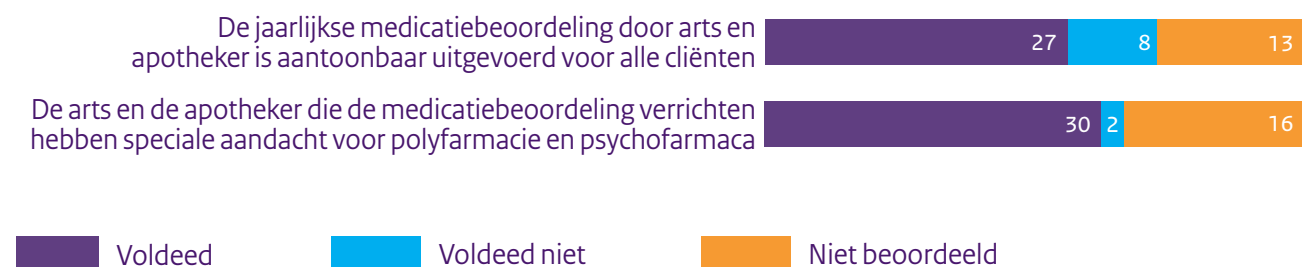 De jaarlijkse medicatiebeoordeling door arts en
apotheker is aantoonbaar uitgevoerd voor alle cliënten
27 8 13
De arts en de apotheker die de medicatiebeoordeling verrichten
hebben speciale aandacht voor polyfarmacie en psychofarmaca
30 2 16
Voldeed Voldeed niet Niet beoordeeld